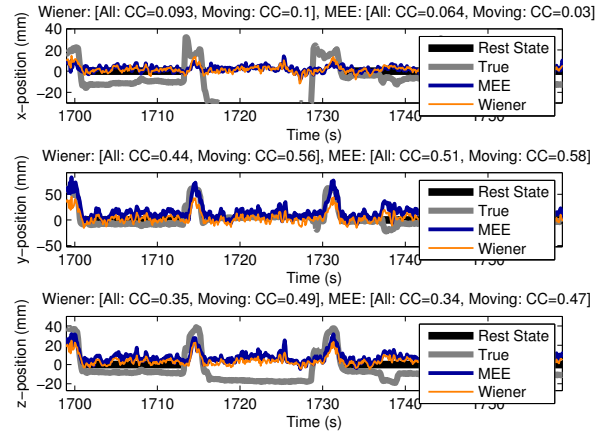 Wiener: [All: CC=0.093, Moving: CC=0.1], MEE: [All: CC=0.064, Moving: CC=0.03]
x-position (mm)
40
20
0
−20
Rest State
True
MEE
Wiener
1700 1710 1720 1730 1740 1750
Time (s)
Wiener: [All: CC=0.44, Moving: CC=0.56], MEE: [All: CC=0.51, Moving: CC=0.58]
y-position (mm)
50
0
−50
Rest State
True
MEE
Wiener
1700 1710 1720 1730 1740 1750
Time (s)
Wiener: [All: CC=0.35, Moving: CC=0.49], MEE: [All: CC=0.34, Moving: CC=0.47]
z-position (mm)
40
20
0
−20
Rest State
True
MEE
Wiener
1700 1710 1720 1730 1740 1750
Time (s)